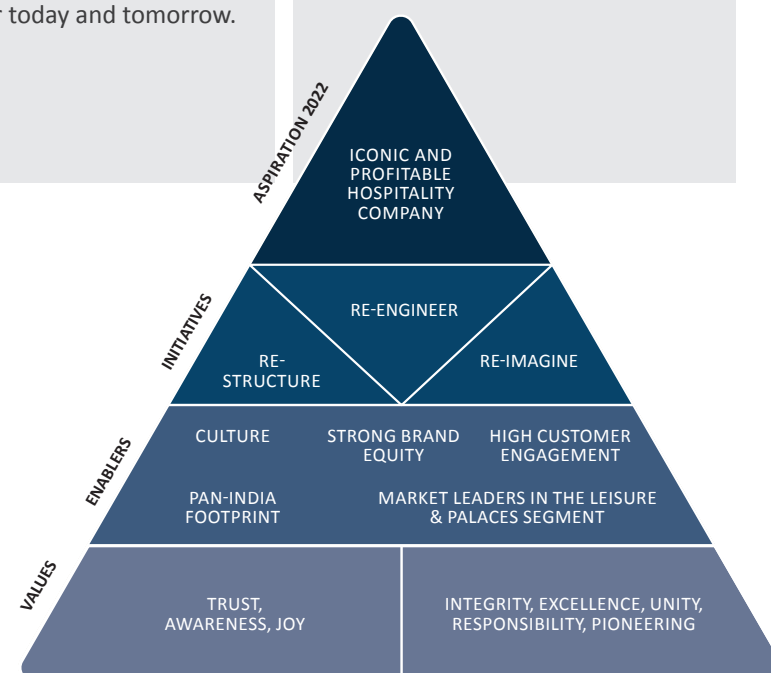 today and tomorrow.
ASPIRATION 2022
ICONIC AND
PROFITABLE
HOSPITALITY
COMPANY
INITIATIVES
RE-ENGINEER
RE-
STRUCTURE
RE-IMAGINE
ENABLERS
CULTURE
STRONG BRAND
EQUITY
HIGH CUSTOMER
ENGAGEMENT
PAN-INDIA
FOOTPRINT
MARKET LEADERS IN THE LEISURE
& PALACES SEGMENT
VALUES
TRUST,
AWARENESS, JOY
INTEGRITY, EXCELLENCE, UNITY,
RESPONSIBILITY, PIONEERING